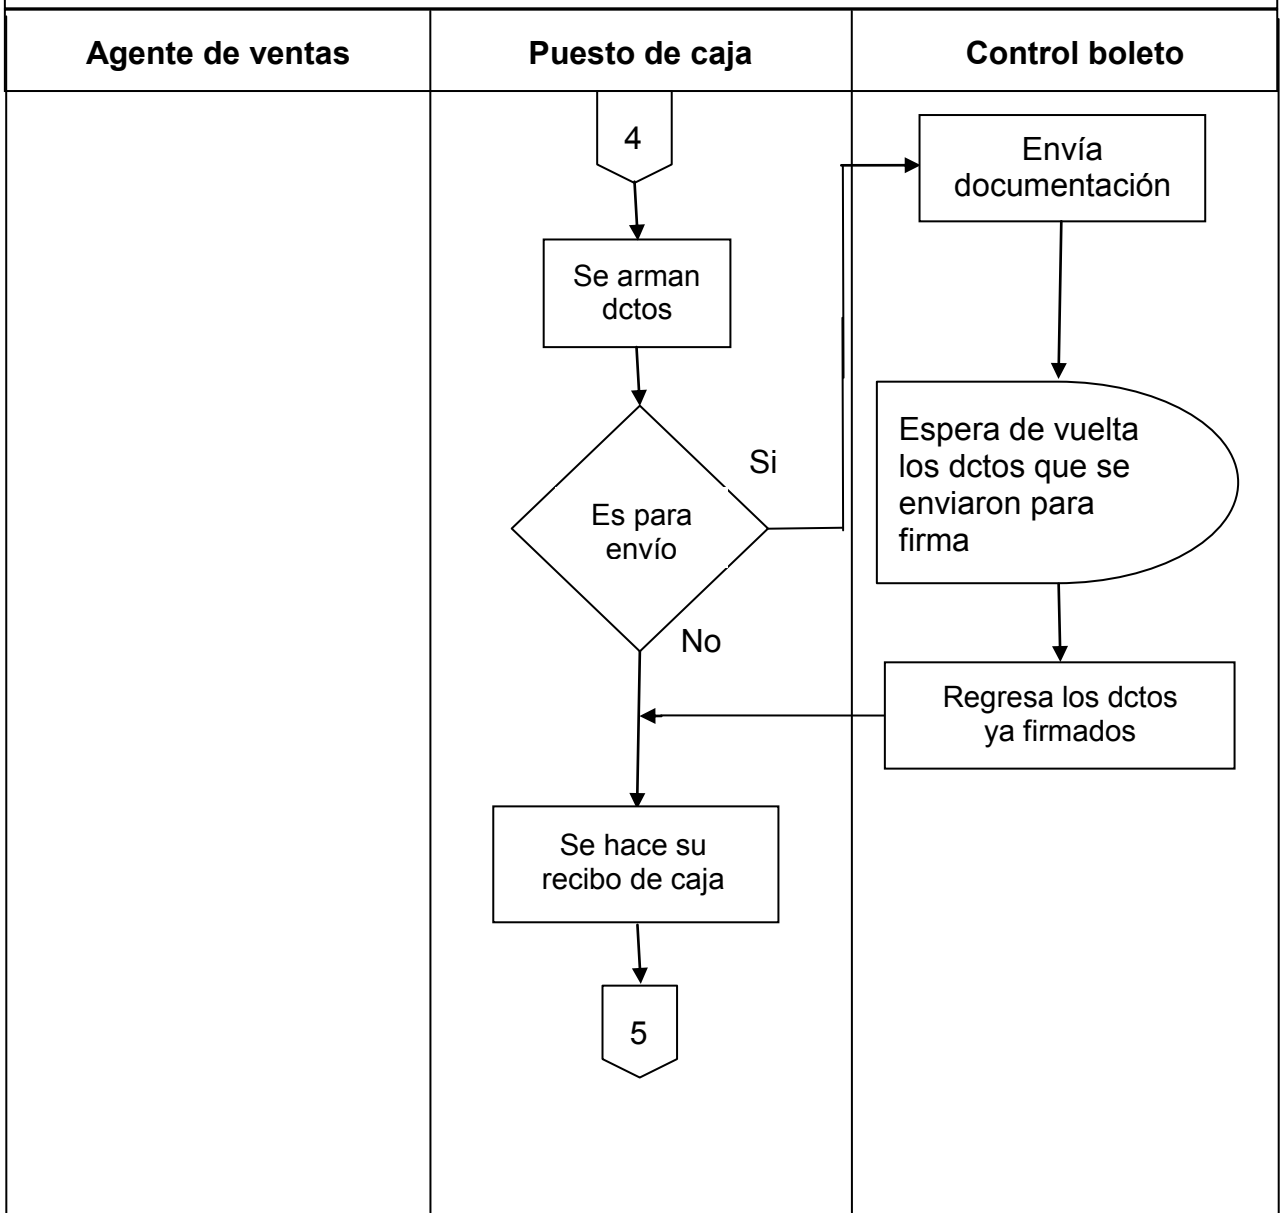 Agente de ventas
Puesto de caja
Control boleto
4
Se arman
dctos
Es para
envío
Si
No
Envía
documentación
Espera de vuelta
los dctos que se
enviaron para
firma
Regresa los dctos
ya firmados
Se hace su
recibo de caja
5